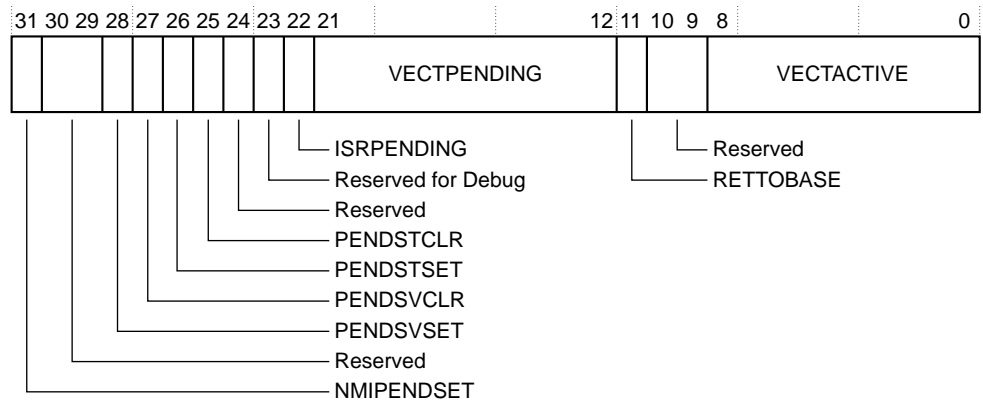 31 30 29 28 27 26 25 24 23 22 21 12 11 10 9 8 0
VECTPENDING VECTACTIVE
ISRPENDING Reserved
Reserved for Debug RETTOBASE
Reserved
PENDSTCLR
PENDSTSET
PENDSVCLR
PENDSVSET
Reserved
NMIPENDSET